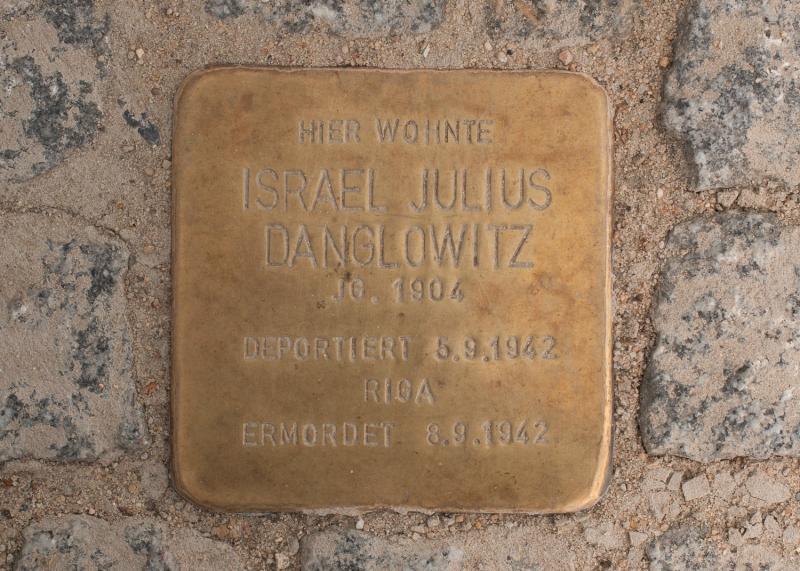 HIER WOHNTE
ISRAEL JULIUS
DANGLOWITZ
JG. 1904
DEPORTIERT 5.9.1942
RIGA
ERMORDET 8.9.1942